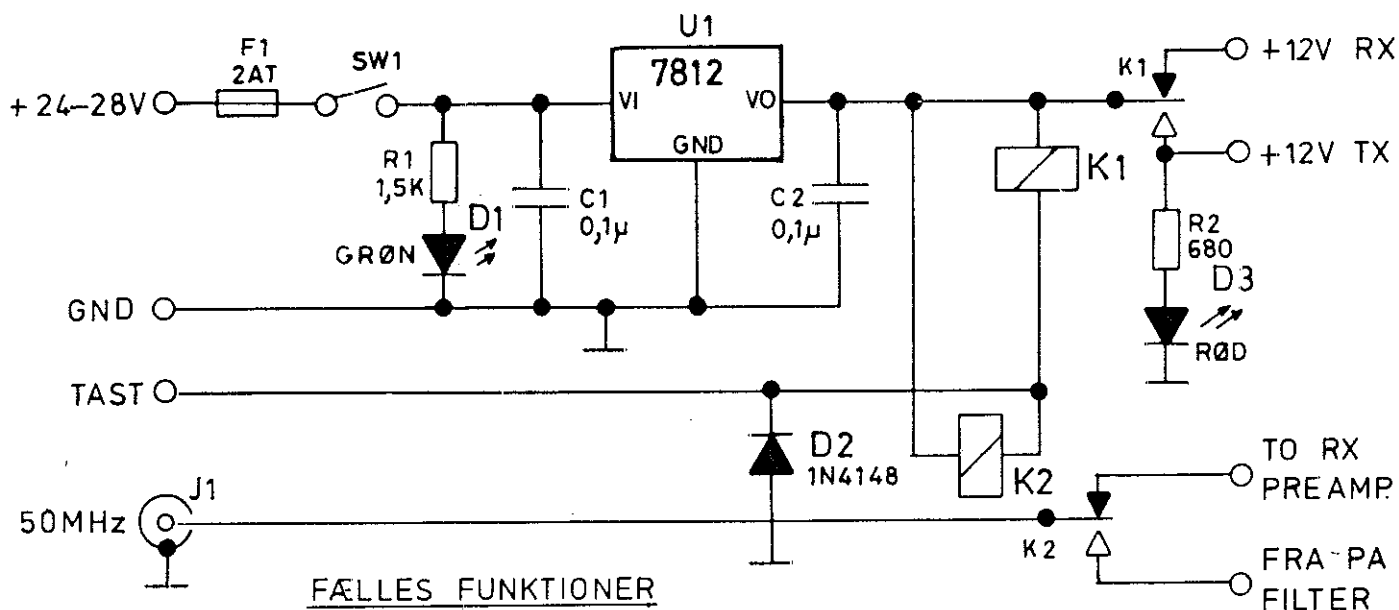 F1
2AT
SW1
U1
7812
VI
VO
GND
+24-28V
K1
+12V RX
+12V TX
R1
1,5K
D1
GRØN
C1
0,1µ
C2
0,1µ
K1
R2
680
D3
RØD
GND
TAST
D2
1N4148
K2
TO RX
PREAMP.
J1
50MHz
K2
FRA PA
FILTER
FÆLLES FUNKTIONER